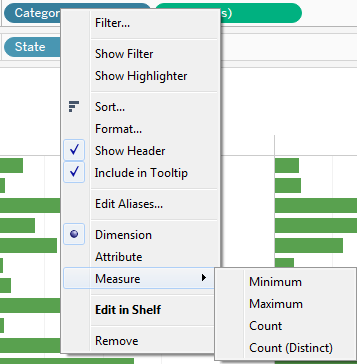 Categor
s)
State
Filter...
Show Filter
Show Highlighter
Sort...
Format...
Show Header
Include in Tooltip
Edit Aliases...
Dimension
Attribute
Measure
Minimum
Maximum
Count
Count (Distinct)
Edit in Shelf
Remove